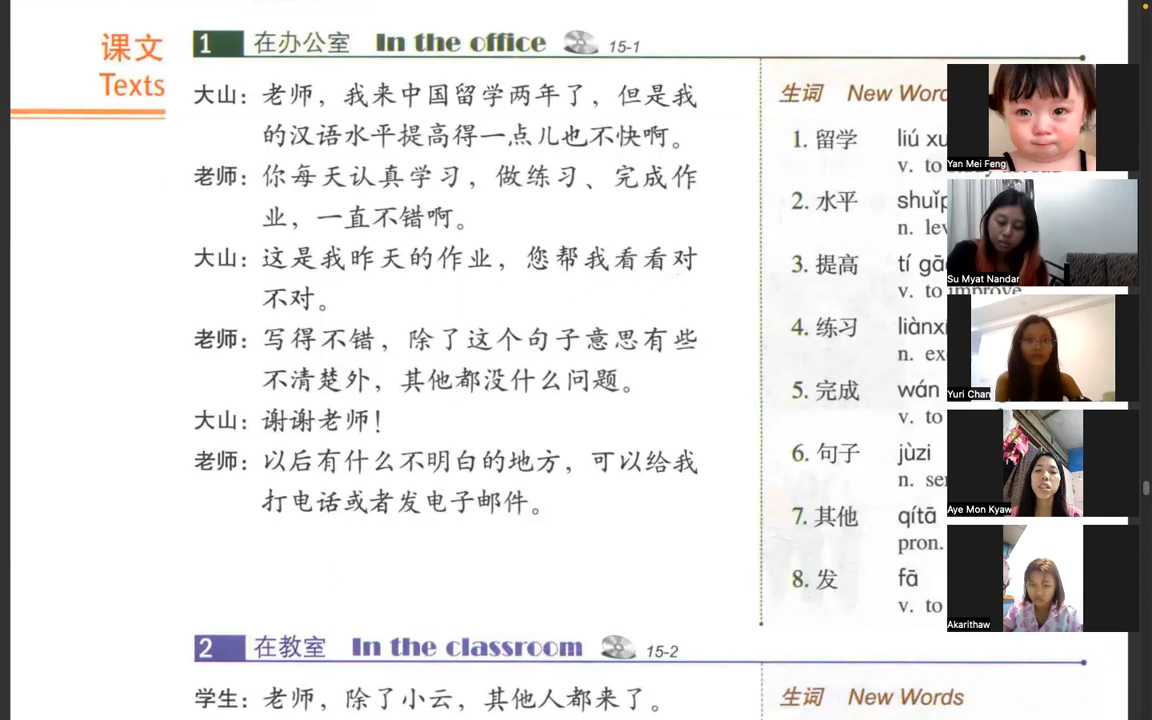 课文
Texts
1 在办公室 In the office 15-1
大山：老师，我来中国留学两年了，但是我
的汉语水平提高得一点儿也不快啊。
老师：你每天认真学习，做练习、完成作
业，一直不错啊。
大山：这是我昨天的作业，您帮我看看对
不对。
老师：写得不错，除了这个句子意思有些
不清楚外，其他都没什么问题。
大山：谢谢老师！
老师：以后有什么不明白的地方，可以给我
打电话或者发电子邮件。
生词 New Word
1. 留学 liú xu
v. to
2. 水平 shuǐp
n. lev
3. 提高 tí gā
v. to improve
4. 练习 liànxí
n. ex
5. 完成 wán
v. to
6. 句子 jùzi
n. sen
7. 其他 qítā
pron.
8. 发 fā
v. to
2 在教室 In the classroom 15-2
学生：老师，除了小云，其他人都来了。
生词 New Words
Yan Mei Feng
Su Myat Nandar
Yuri Chan
Aye Mon Kyaw
Akarithaw